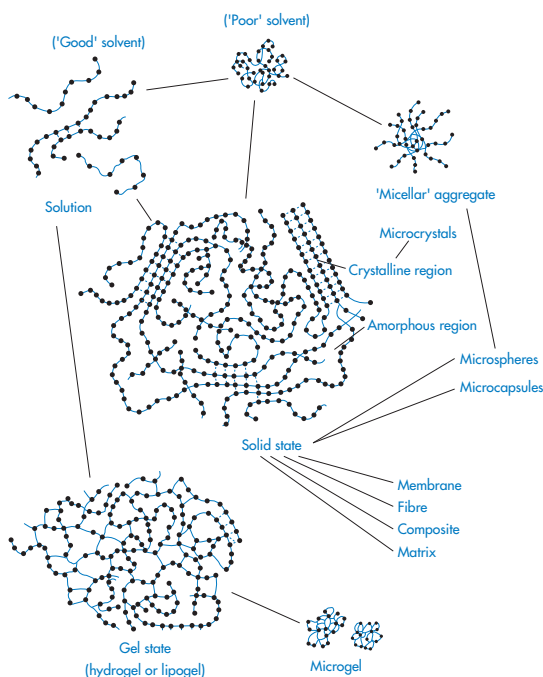 ('Poor' solvent)
('Good' solvent)
'Micellar' aggregate
Solution
Microcrystals
Crystalline region
Amorphous region
Microspheres
Microcapsules
Solid state
Membrane
Fibre
Composite
Matrix
Gel state
(hydrogel or lipogel)
Microgel